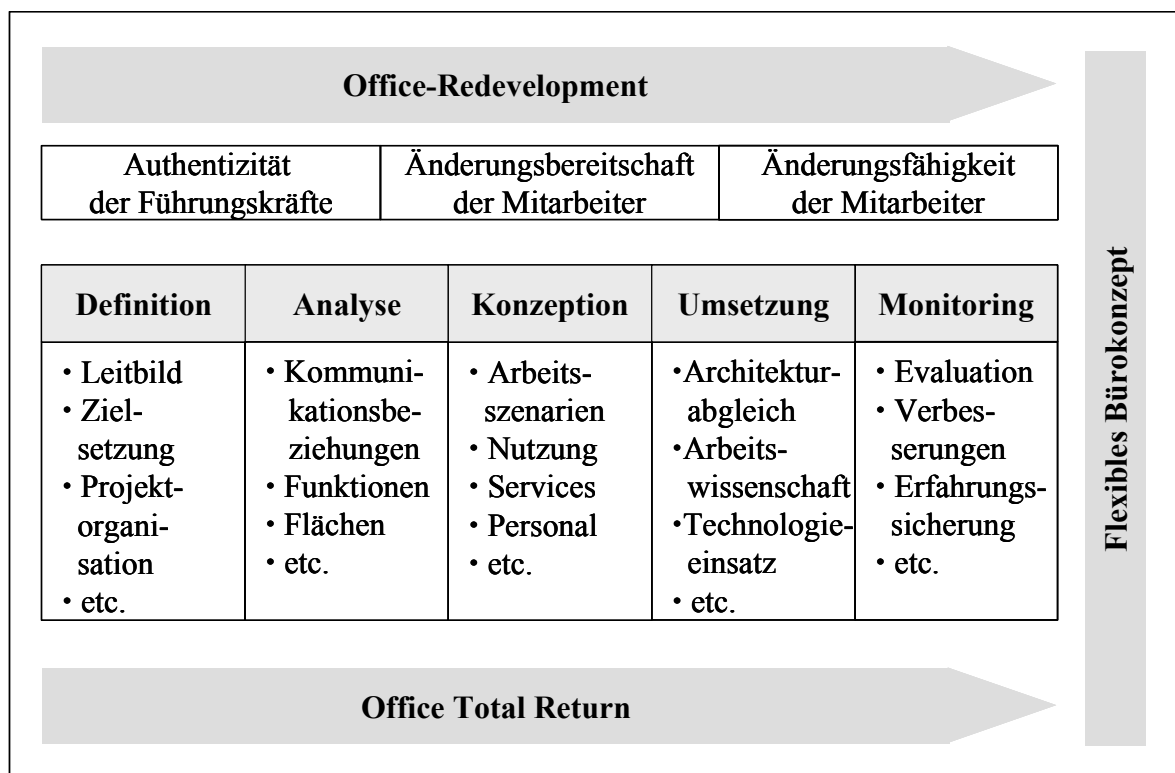 Office-Redevelopment
Authentizität
der Führungskräfte
Änderungsbereitschaft
der Mitarbeiter
Änderungsfähigkeit
der Mitarbeiter
Definition
• Leitbild
• Ziel-
setzung
• Projekt-
organi-
sation
• etc.
Analyse
• Kommuni-
kationsbe-
ziehungen
• Funktionen
• Flächen
• etc.
Konzeption
• Arbeits-
szenarien
• Nutzung
• Services
• Personal
• etc.
Umsetzung
•Architektur-
abgleich
•Arbeits-
wissenschaft
•Technologie-
einsatz
• etc.
Monitoring
• Evaluation
• Verbes-
serungen
• Erfahrungs-
sicherung
• etc.
Office Total Return
Flexibles Bürokonzept